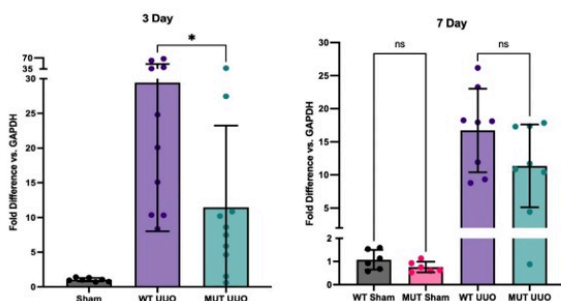 3 Day
70
35
30
25
20
15
10
5
0
Fold Difference vs. GAPDH
*
Sham
WT UUO
MUT UUO
7 Day
30
25
20
15
10
5
2
1
0
Fold Difference vs. GAPDH
ns
ns
WT Sham
MUT Sham
WT UUO
MUT UUO